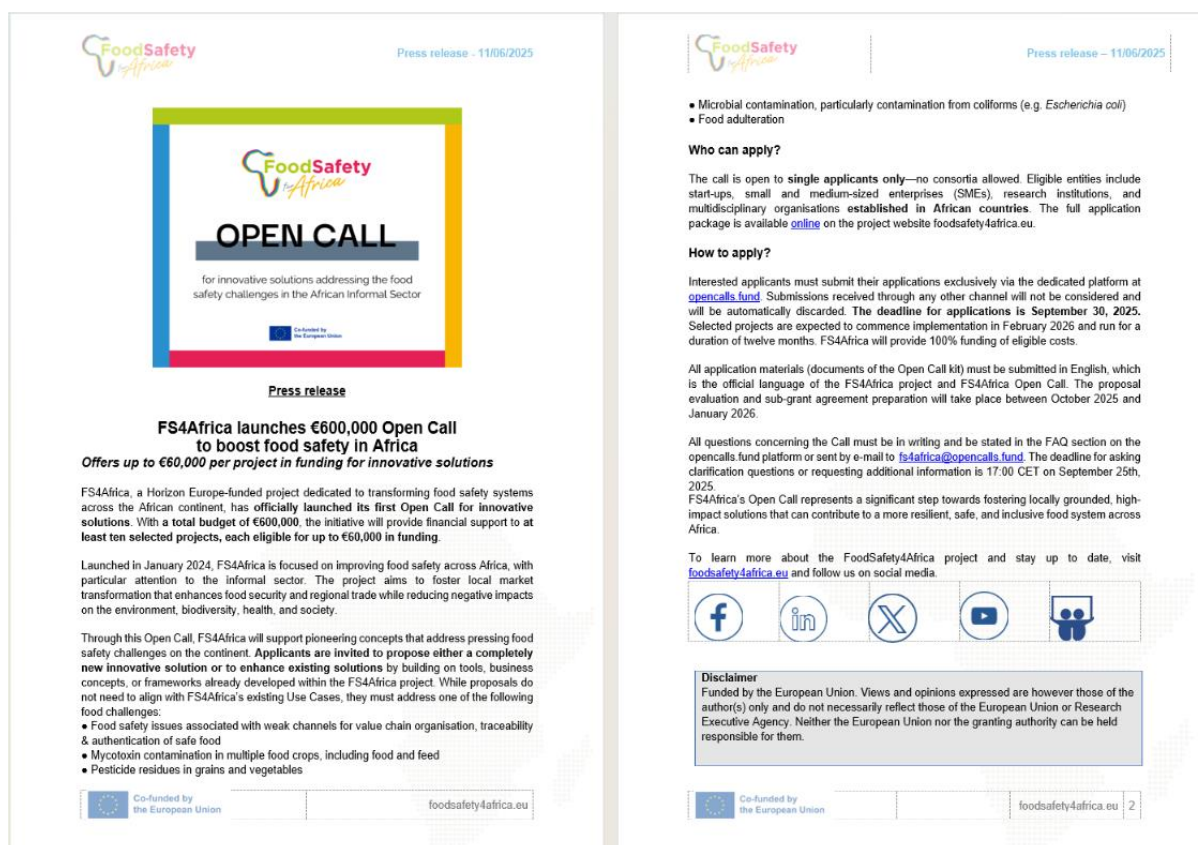 FoodSafety
for Africa
Press release - 11/06/2025
FoodSafety
for Africa
OPEN CALL
for innovative solutions addressing the food
safety challenges in the African Informal Sector
Co-funded by
the European Union
Press release
FS4Africa launches €600,000 Open Call
to boost food safety in Africa
Offers up to €60,000 per project in funding for innovative solutions
FS4Africa, a Horizon Europe-funded project dedicated to transforming food safety systems
across the African continent, has officially launched its first Open Call for innovative
solutions. With a total budget of €600,000, the initiative will provide financial support to at
least ten selected projects, each eligible for up to €60,000 in funding.
Launched in January 2024, FS4Africa is focused on improving food safety across Africa, with
particular attention to the informal sector. The project aims to foster local market
transformation that enhances food security and regional trade while reducing negative impacts
on the environment, biodiversity, health, and society.
Through this Open Call, FS4Africa will support pioneering concepts that address pressing food
safety challenges on the continent. Applicants are invited to propose either a completely
new innovative solution or to enhance existing solutions by building on tools, business
concepts, or frameworks already developed within the FS4Africa project. While proposals do
not need to align with FS4Africa's existing Use Cases, they must address one of the following
food challenges:
● Food safety issues associated with weak channels for value chain organisation, traceability
& authentication of safe food
● Mycotoxin contamination in multiple food crops, including food and feed
● Pesticide residues in grains and vegetables
Co-funded by
the European Union
foodsafety4africa.eu
FoodSafety
for Africa
Press release – 11/06/2025
● Microbial contamination, particularly contamination from coliforms (e.g. Escherichia coli)
● Food adulteration
Who can apply?
The call is open to single applicants only—no consortia allowed. Eligible entities include
start-ups, small and medium-sized enterprises (SMEs), research institutions, and
multidisciplinary organisations established in African countries. The full application
package is available online on the project website foodsafety4africa.eu.
How to apply?
Interested applicants must submit their applications exclusively via the dedicated platform at
opencalls.fund. Submissions received through any other channel will not be considered and
will be automatically discarded. The deadline for applications is September 30, 2025.
Selected projects are expected to commence implementation in February 2026 and run for a
duration of twelve months. FS4Africa will provide 100% funding of eligible costs.
All application materials (documents of the Open Call kit) must be submitted in English, which
is the official language of the FS4Africa project and FS4Africa Open Call. The proposal
evaluation and sub-grant agreement preparation will take place between October 2025 and
January 2026.
All questions concerning the Call must be in writing and be stated in the FAQ section on the
opencalls.fund platform or sent by e-mail to fs4africa@opencalls.fund. The deadline for asking
clarification questions or requesting additional information is 17:00 CET on September 25th,
2025.
FS4Africa's Open Call represents a significant step towards fostering locally grounded, high-
impact solutions that can contribute to a more resilient, safe, and inclusive food system across
Africa.
To learn more about the FoodSafety4Africa project and stay up to date, visit
foodsafety4africa.eu and follow us on social media.
Disclaimer
Funded by the European Union. Views and opinions expressed are however those of the
author(s) only and do not necessarily reflect those of the European Union or Research
Executive Agency. Neither the European Union nor the granting authority can be held
responsible for them.
Co-funded by
the European Union
foodsafety4africa.eu 2